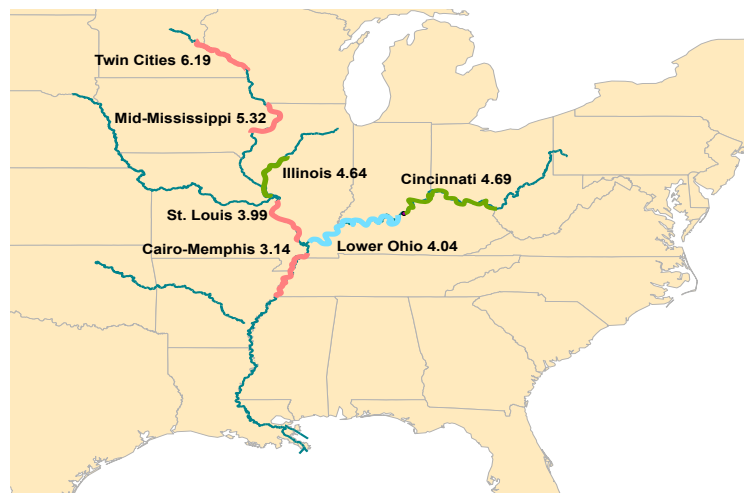 Twin Cities 6.19
Mid-Mississippi 5.32
Illinois 4.64
Cincinnati 4.69
St. Louis 3.99
Cairo-Memphis 3.14
Lower Ohio 4.04